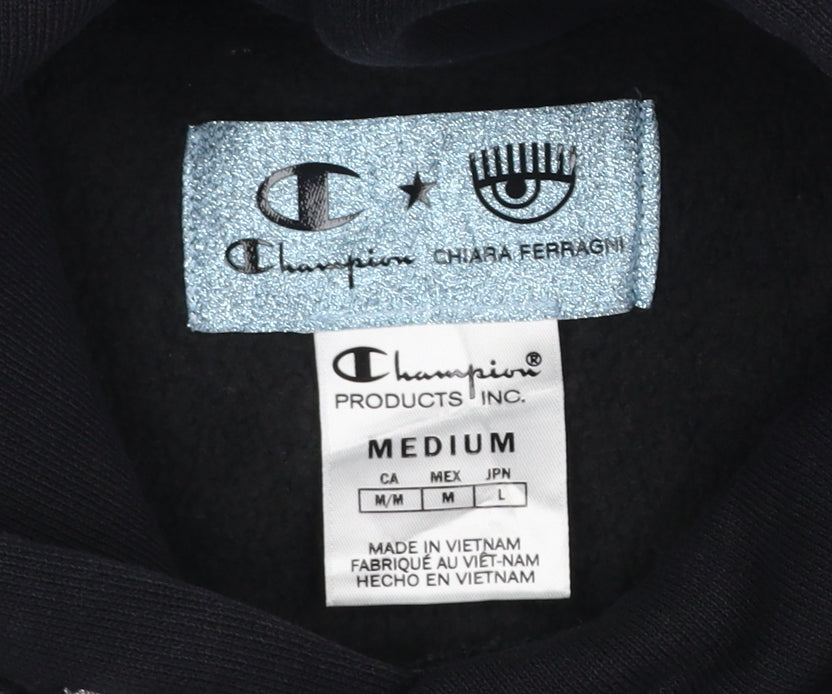 Champion CHIARA FERRAGNI
Champion®
PRODUCTS INC.
MEDIUM
CA MEX JPN
M/M M L
MADE IN VIETNAM
FABRIQUÉ AU VIÊT-NAM
HECHO EN VIETNAM